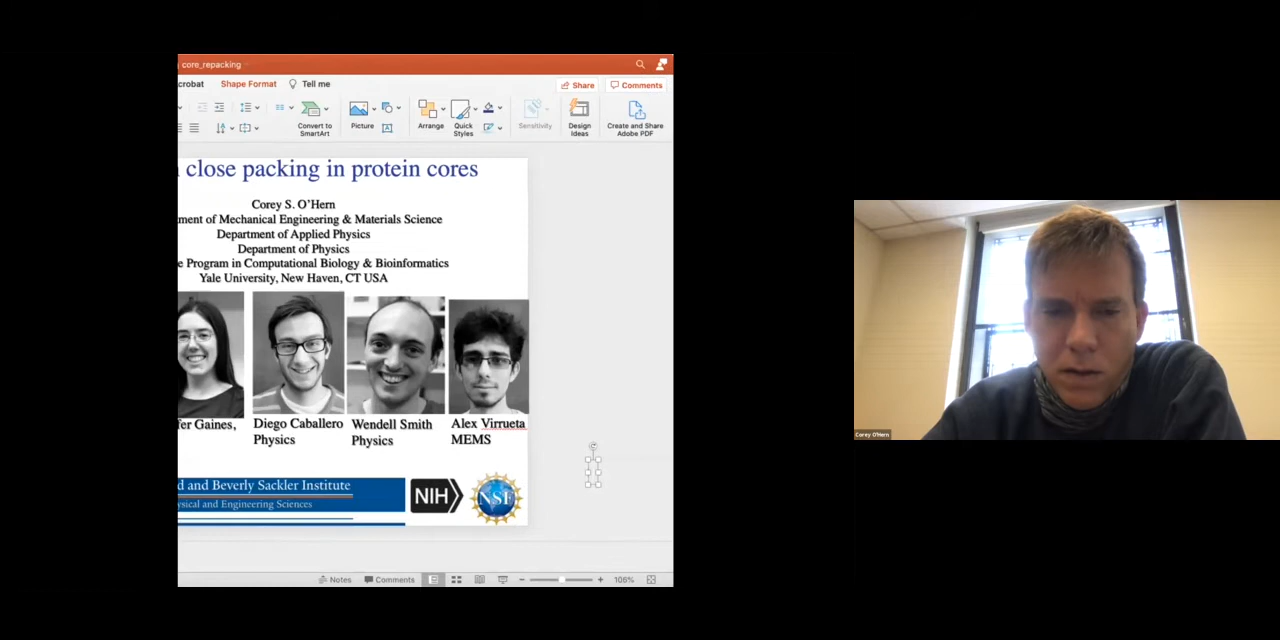 core_repacking
crobat Shape Format Tell me Share Comments
Convert to SmartArt Picture Arrange Quick Styles Sensitivity Design Ideas Create and Share Adobe PDF
close packing in protein cores
Corey S. O'Hern
ment of Mechanical Engineering & Materials Science
Department of Applied Physics
Department of Physics
e Program in Computational Biology & Bioinformatics
Yale University, New Haven, CT USA
fer Gaines, Diego Caballero Wendell Smith Alex Virrueta
Physics Physics MEMS
d and Beverly Sackler Institute
ysical and Engineering Sciences
NIH
NSF
Notes Comments 106%
Corey O'Hern